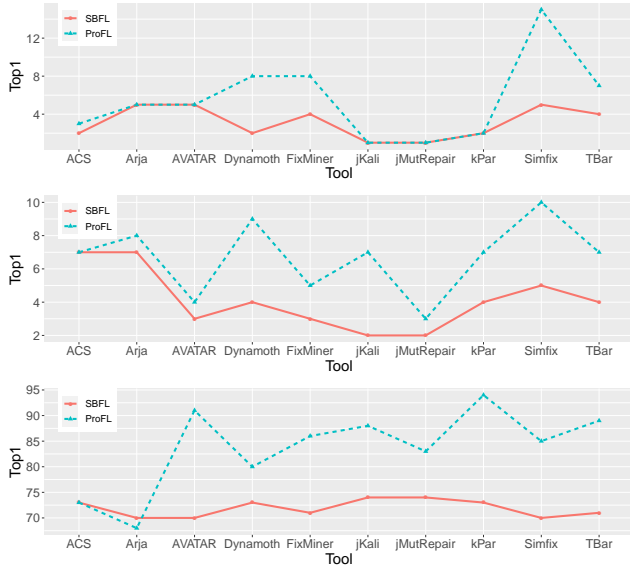 SBFL
ProFL
12
8
4
Top1
ACS Arja AVATAR Dynamoth FixMiner jKali jMutRepair kPar Simfix TBar
Tool
SBFL
ProFL
10
8
6
4
2
Top1
ACS Arja AVATAR Dynamoth FixMiner jKali jMutRepair kPar Simfix TBar
Tool
SBFL
ProFL
95
90
85
80
75
70
Top1
ACS Arja AVATAR Dynamoth FixMiner jKali jMutRepair kPar Simfix TBar
Tool